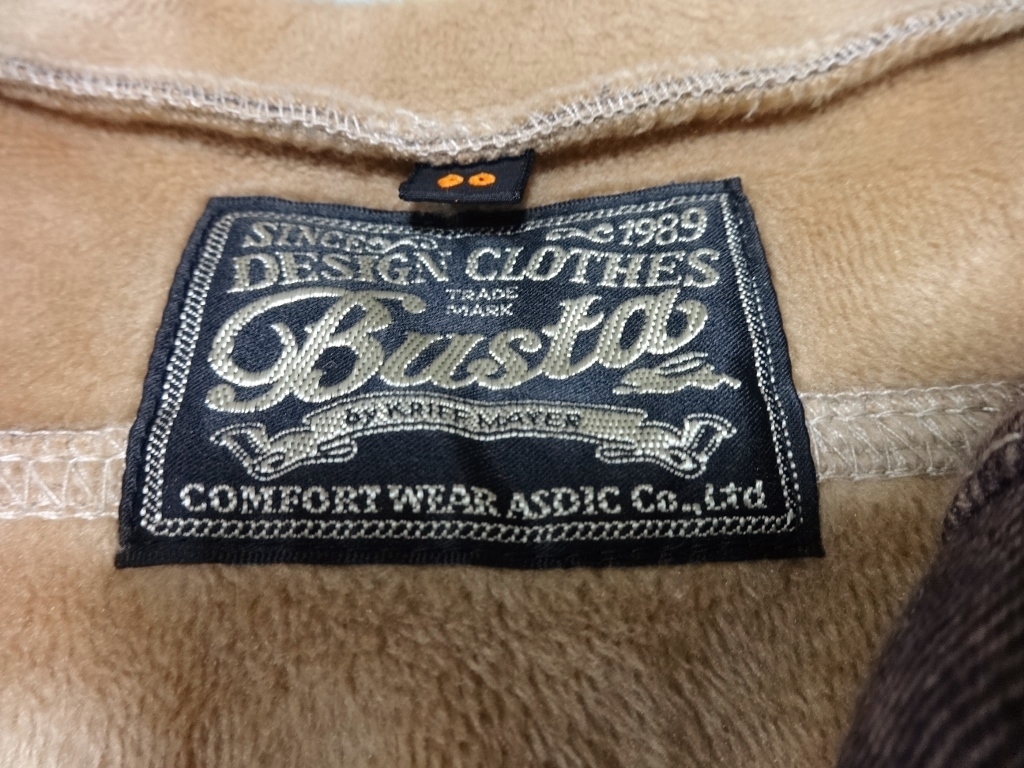 SINCE 1989
DESIGN CLOTHES
TRADE
MARK
Busta
BY KRIFF MAYER
COMFORT WEAR ASDIC Co.,Ltd